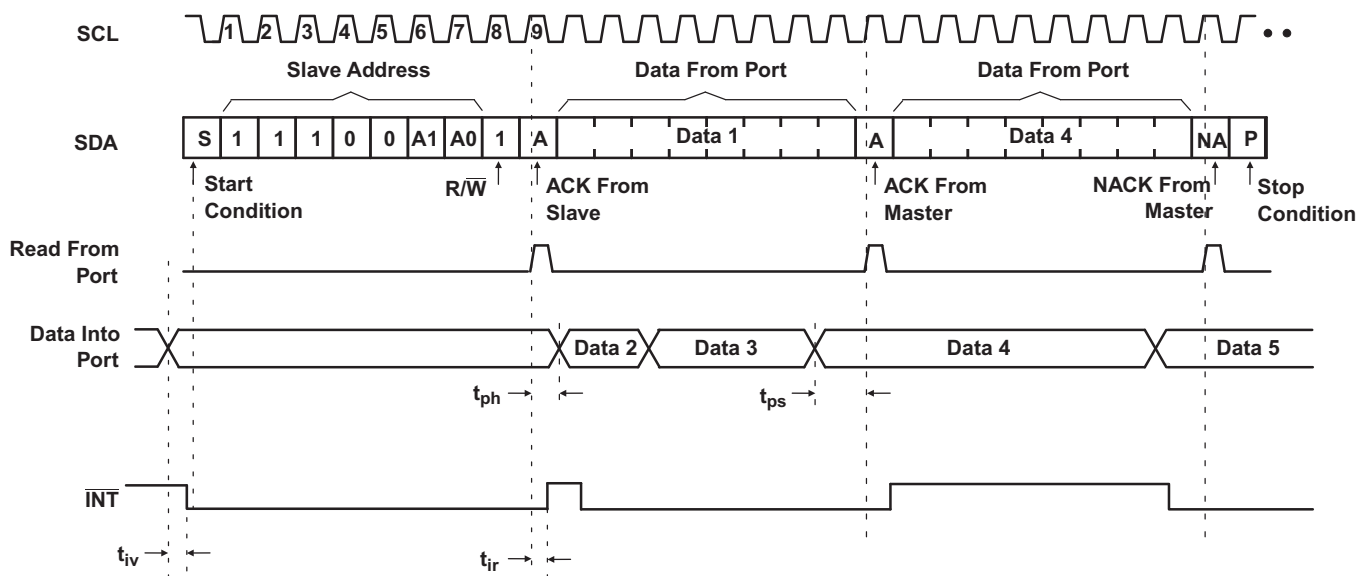 SCL
1 2 3 4 5 6 7 8 9
Slave Address
Data From Port
Data From Port
SDA
S 1 1 1 0 0 A1 A0 1 A Data 1 A Data 4 NA P
Start
Condition
R/W̅
ACK From
Slave
ACK From
Master
NACK From
Master
Stop
Condition
Read From
Port
Data Into
Port
Data 2
Data 3
Data 4
Data 5
tph
tps
I̅N̅T̅
tiv
tir